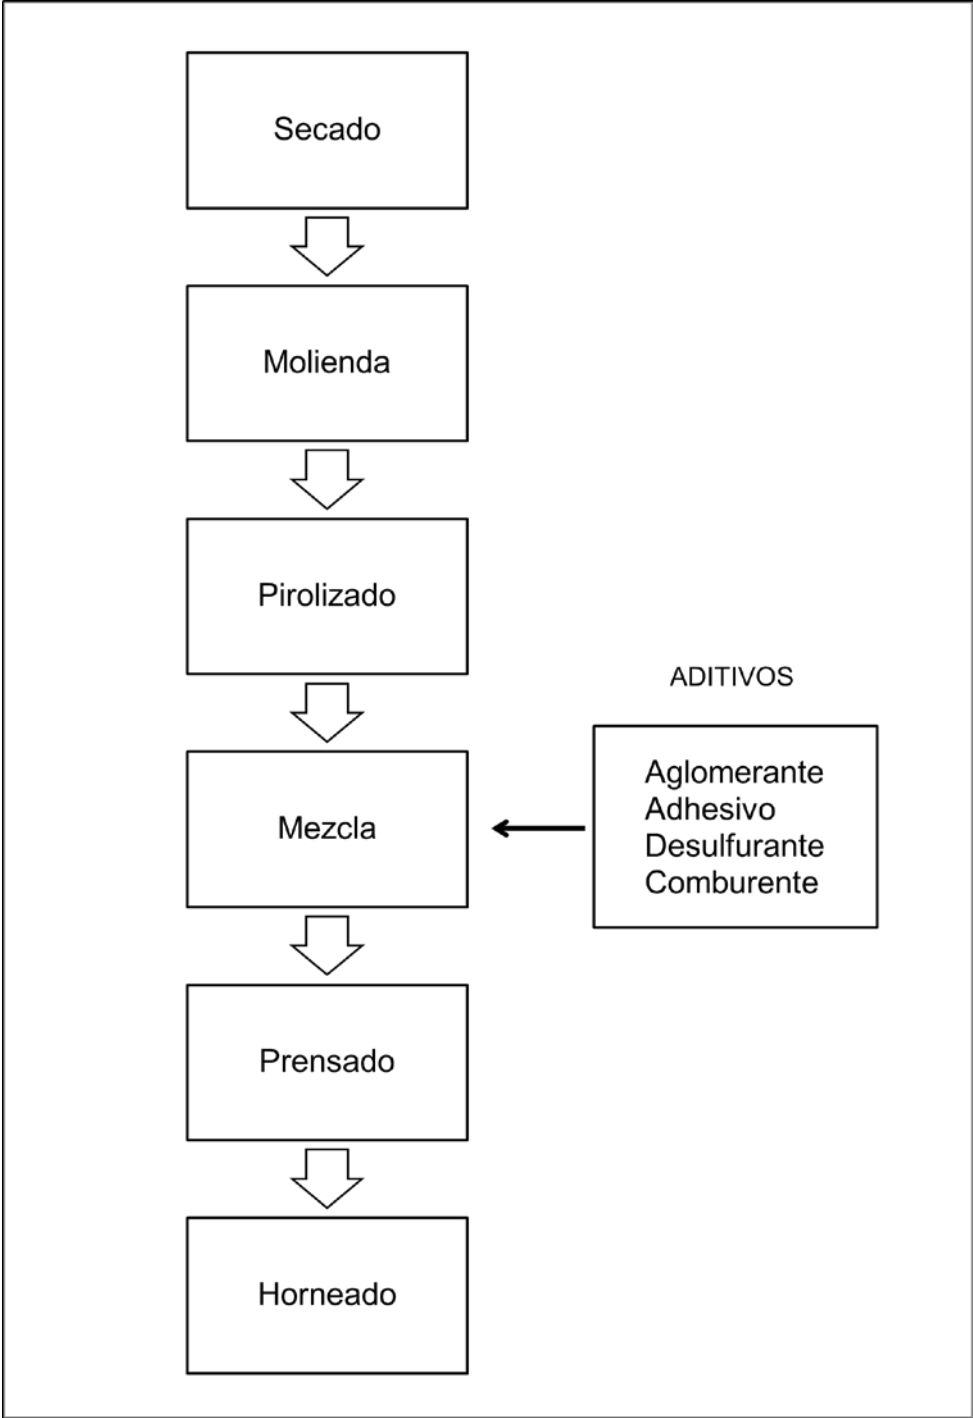 Secado
Molienda
Pirolizado
ADITIVOS
Mezcla
Aglomerante
Adhesivo
Desulfurante
Comburente
Prensado
Horneado